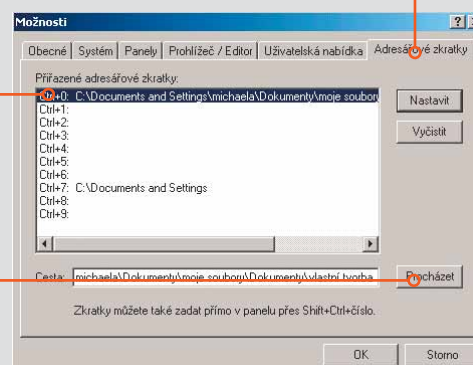 Možnosti
Obecné Systém Panely Prohlížeč / Editor Uživatelská nabídka Adresářové zkratky
Přiřazené adresářové zkratky:
Ctrl+0: C:\Documents and Settings\michaela\Dokumenty\moje soubory
Ctrl+1:
Ctrl+2:
Ctrl+3:
Ctrl+4:
Ctrl+5:
Ctrl+6:
Ctrl+7: C:\Documents and Settings
Ctrl+8:
Ctrl+9:
Nastavit
Vyčistit
Cesta: michaela\Dokumenty\moje soubory\Dokumenty\vlastní tvorba
Procházet
Zkratky můžete také zadat přímo v panelu přes Shift+Ctrl+číslo.
OK Storno